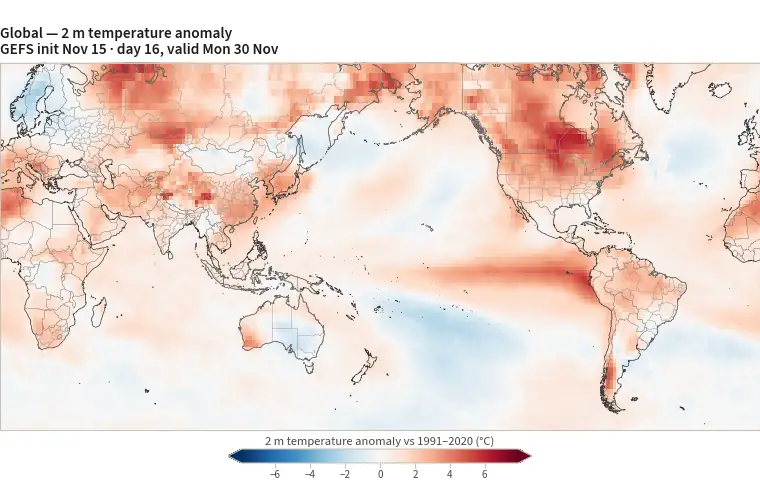 Global — 2 m temperature anomaly
GEFS init Nov 15 · day 16, valid Mon 30 Nov
2 m temperature anomaly vs 1991–2020 (°C)
−6 −4 −2 0 2 4 6